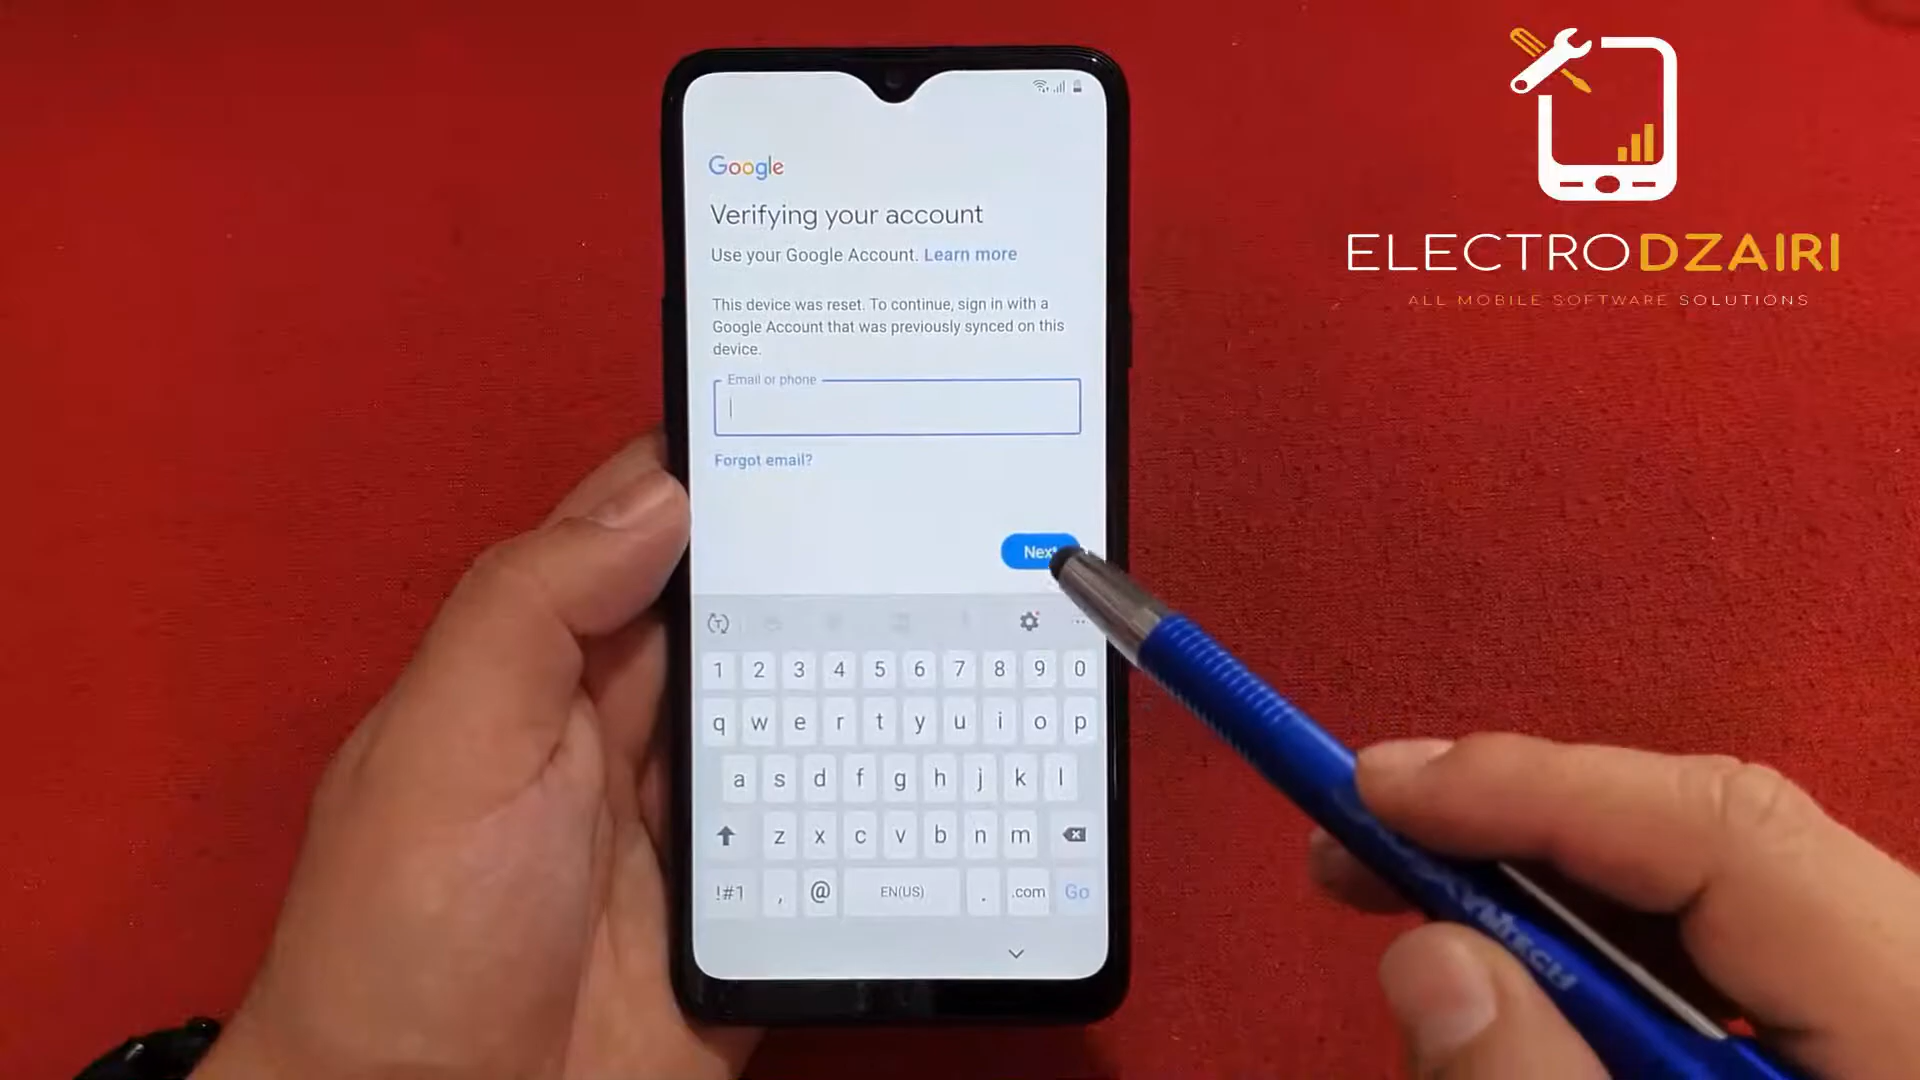 Google
Verifying your account
Use your Google Account. Learn more
This device was reset. To continue, sign in with a
Google Account that was previously synced on this
device.
Email or phone
Forgot email?
Next
1 2 3 4 5 6 7 8 9 0
q w e r t y u i o p
a s d f g h j k l
z x c v b n m
!#1 , @ EN(US) . .com Go
ELECTRODZAIRI
ALL MOBILE SOFTWARE SOLUTIONS